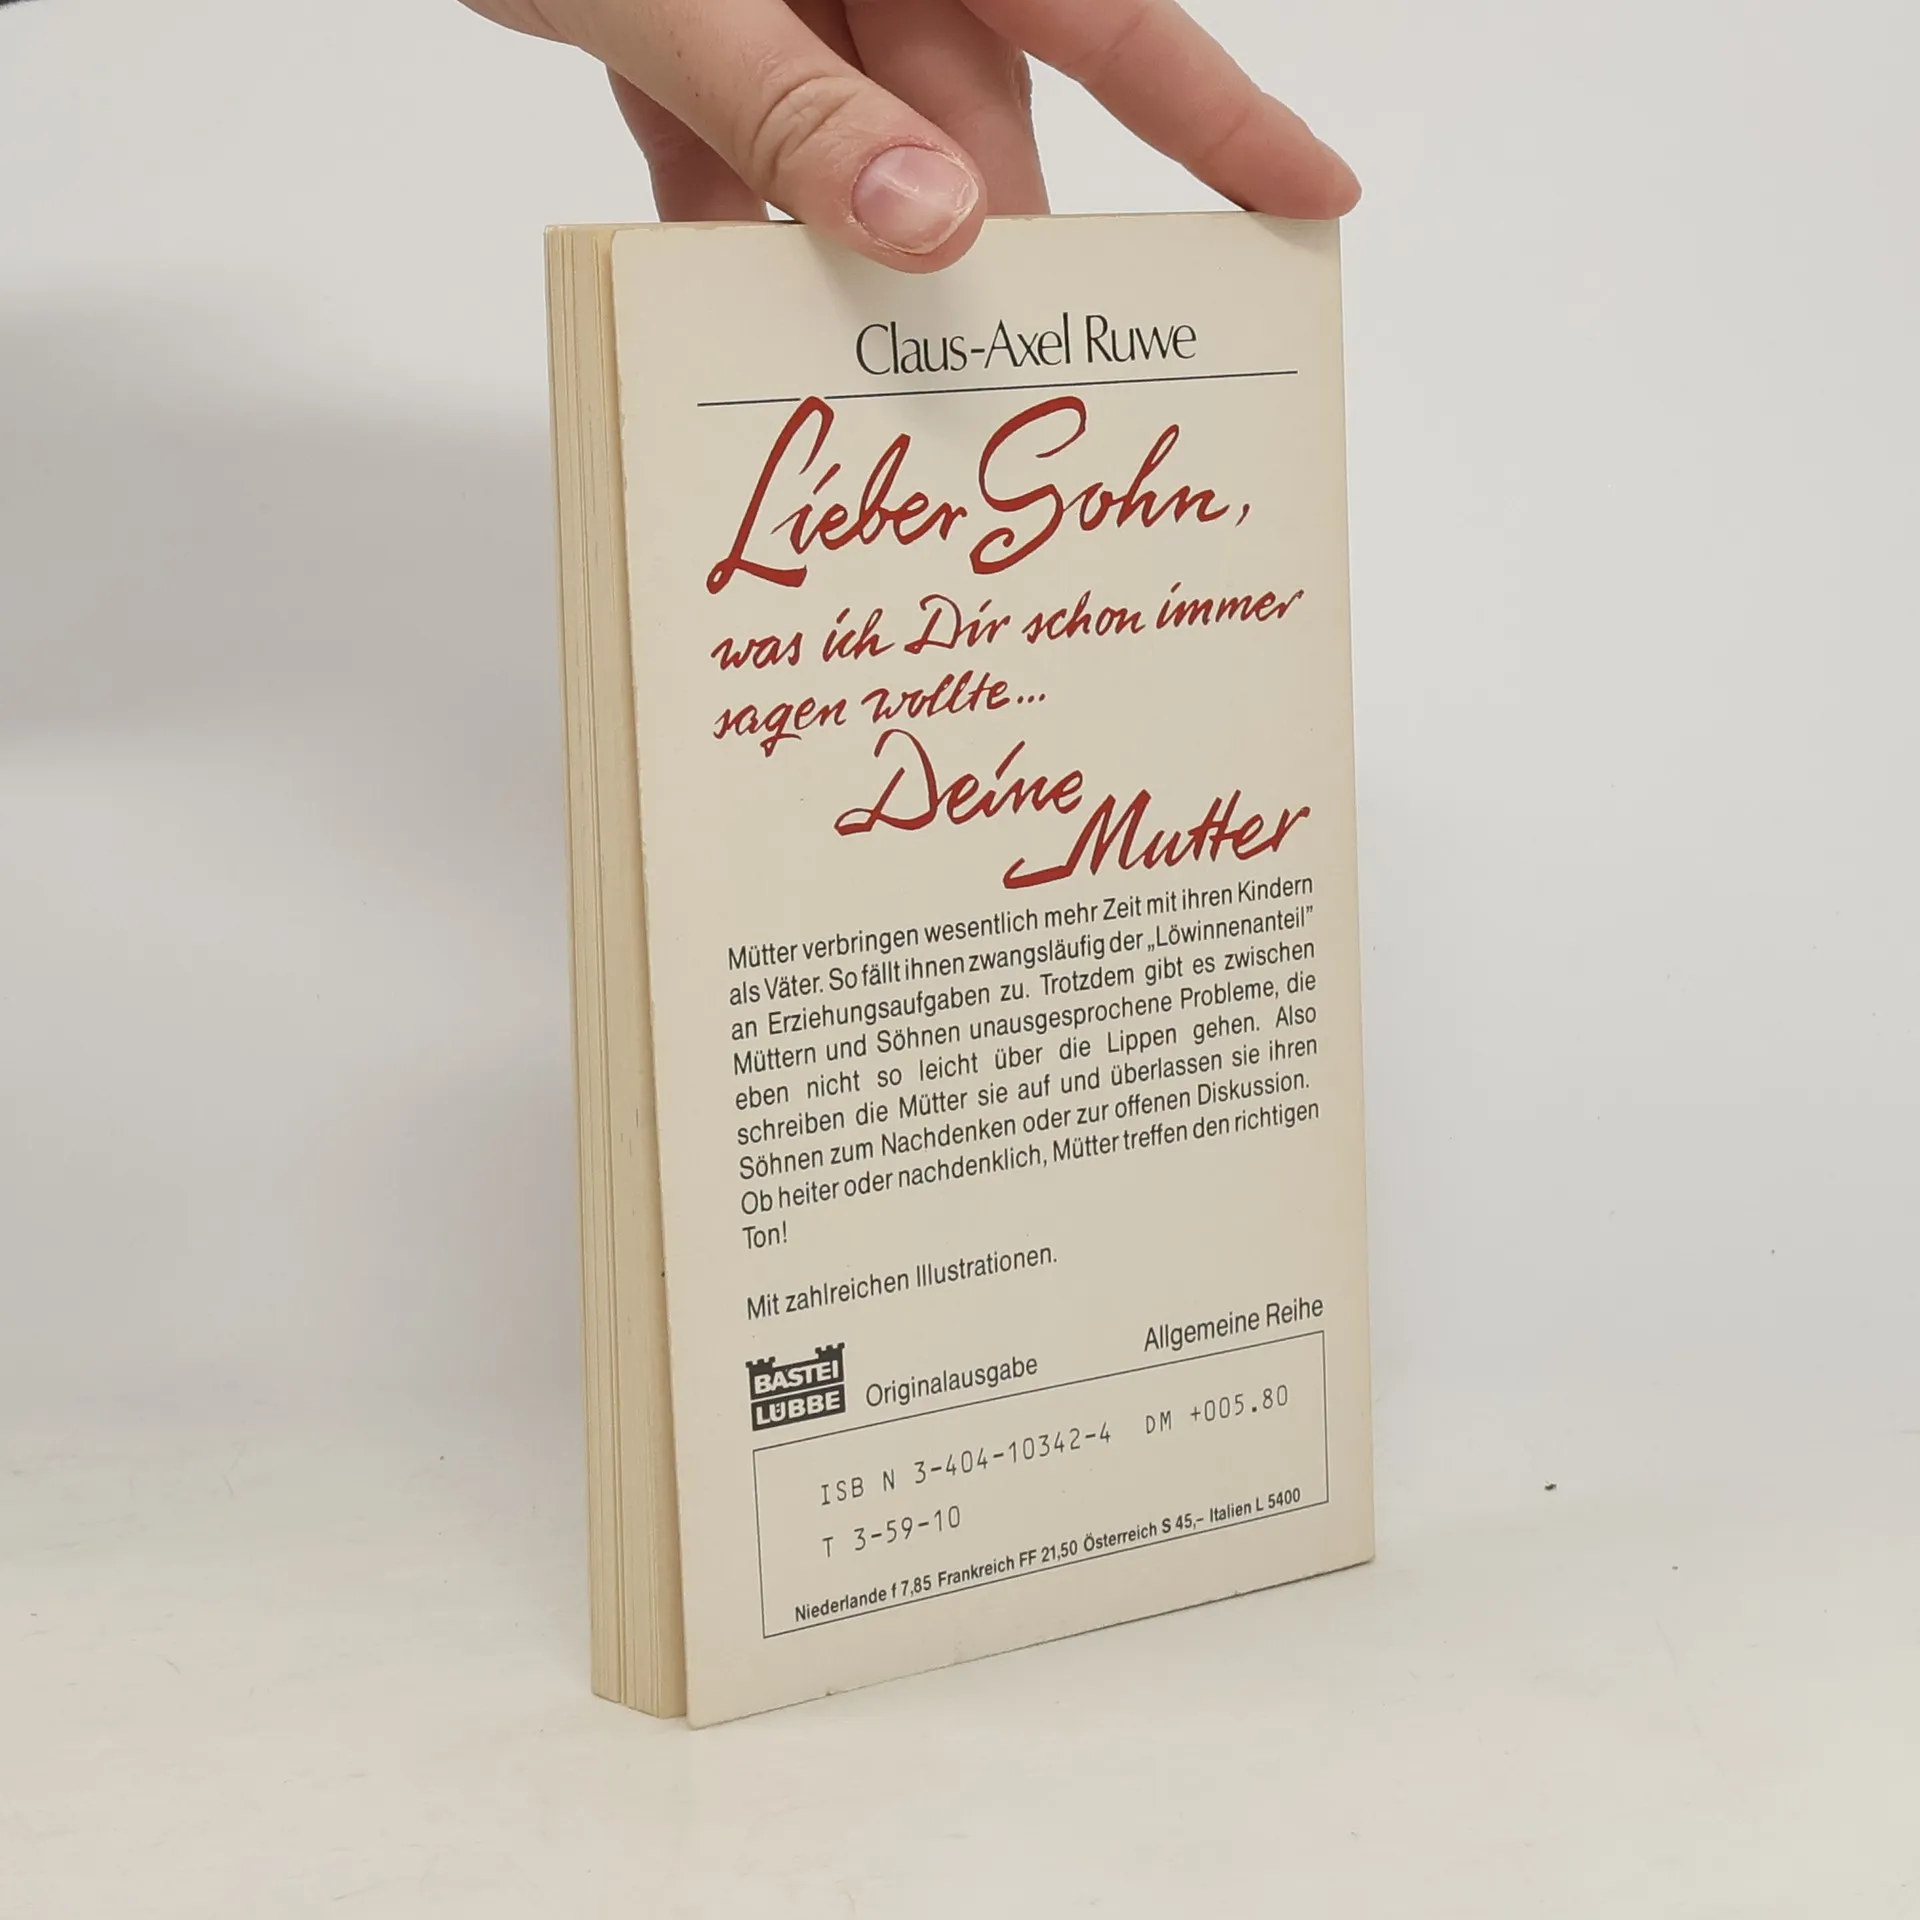 Claus-Axel Ruwe
Lieber Sohn,
was ich Dir schon immer
sagen wollte...
Deine
Mutter
Mütter verbringen wesentlich mehr Zeit mit ihren Kindern
als Väter. So fällt ihnen zwangsläufig der „Löwinnenanteil”
an Erziehungsaufgaben zu. Trotzdem gibt es zwischen
Müttern und Söhnen unausgesprochene Probleme, die
eben nicht so leicht über die Lippen gehen. Also
schreiben die Mütter sie auf und überlassen sie ihren
Söhnen zum Nachdenken oder zur offenen Diskussion.
Ob heiter oder nachdenklich, Mütter treffen den richtigen
Ton!
Mit zahlreichen Illustrationen.
BASTEI
LÜBBE
Originalausgabe Allgemeine Reihe
ISB N 3-404-10342-4 DM +005.80
T 3-59-10
Niederlande f 7,85 Frankreich FF 21,50 Österreich S 45,– Italien L 5400